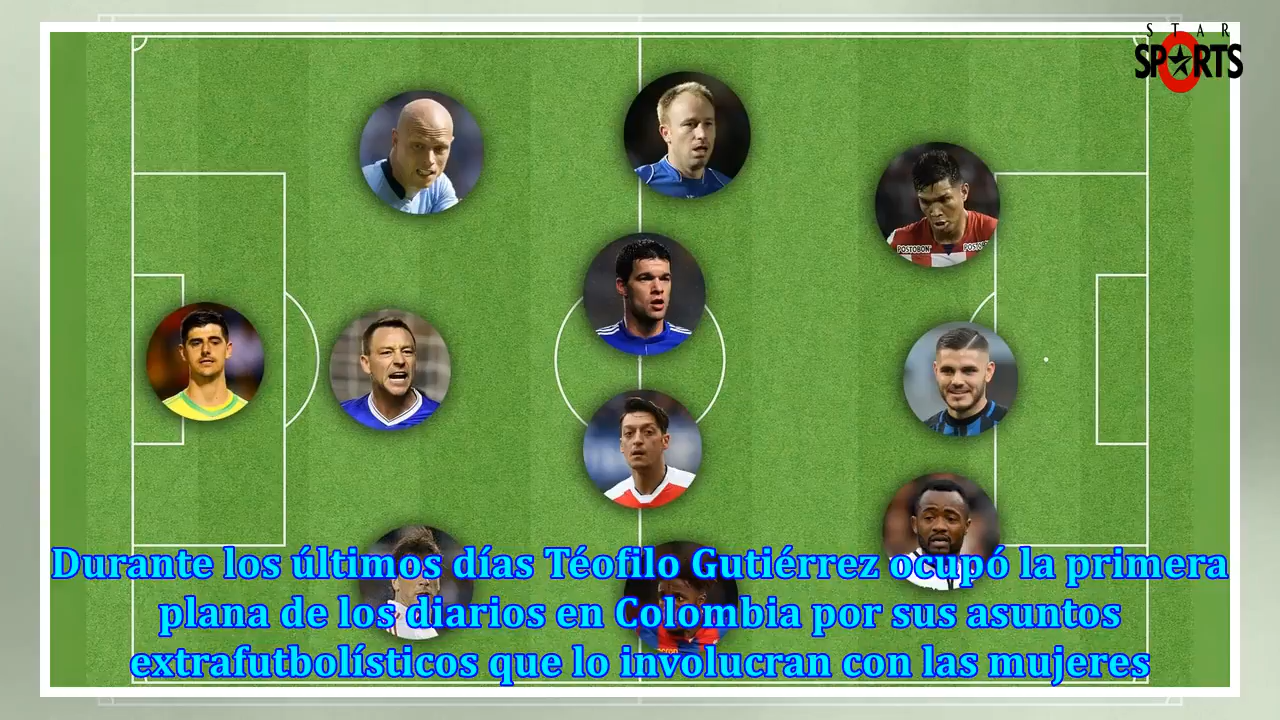 STAR
SPORTS
POSTOBON
Durante los últimos días Téofilo Gutiérrez ocupó la primera
plana de los diarios en Colombia por sus asuntos
extrafutbolísticos que lo involucran con las mujeres